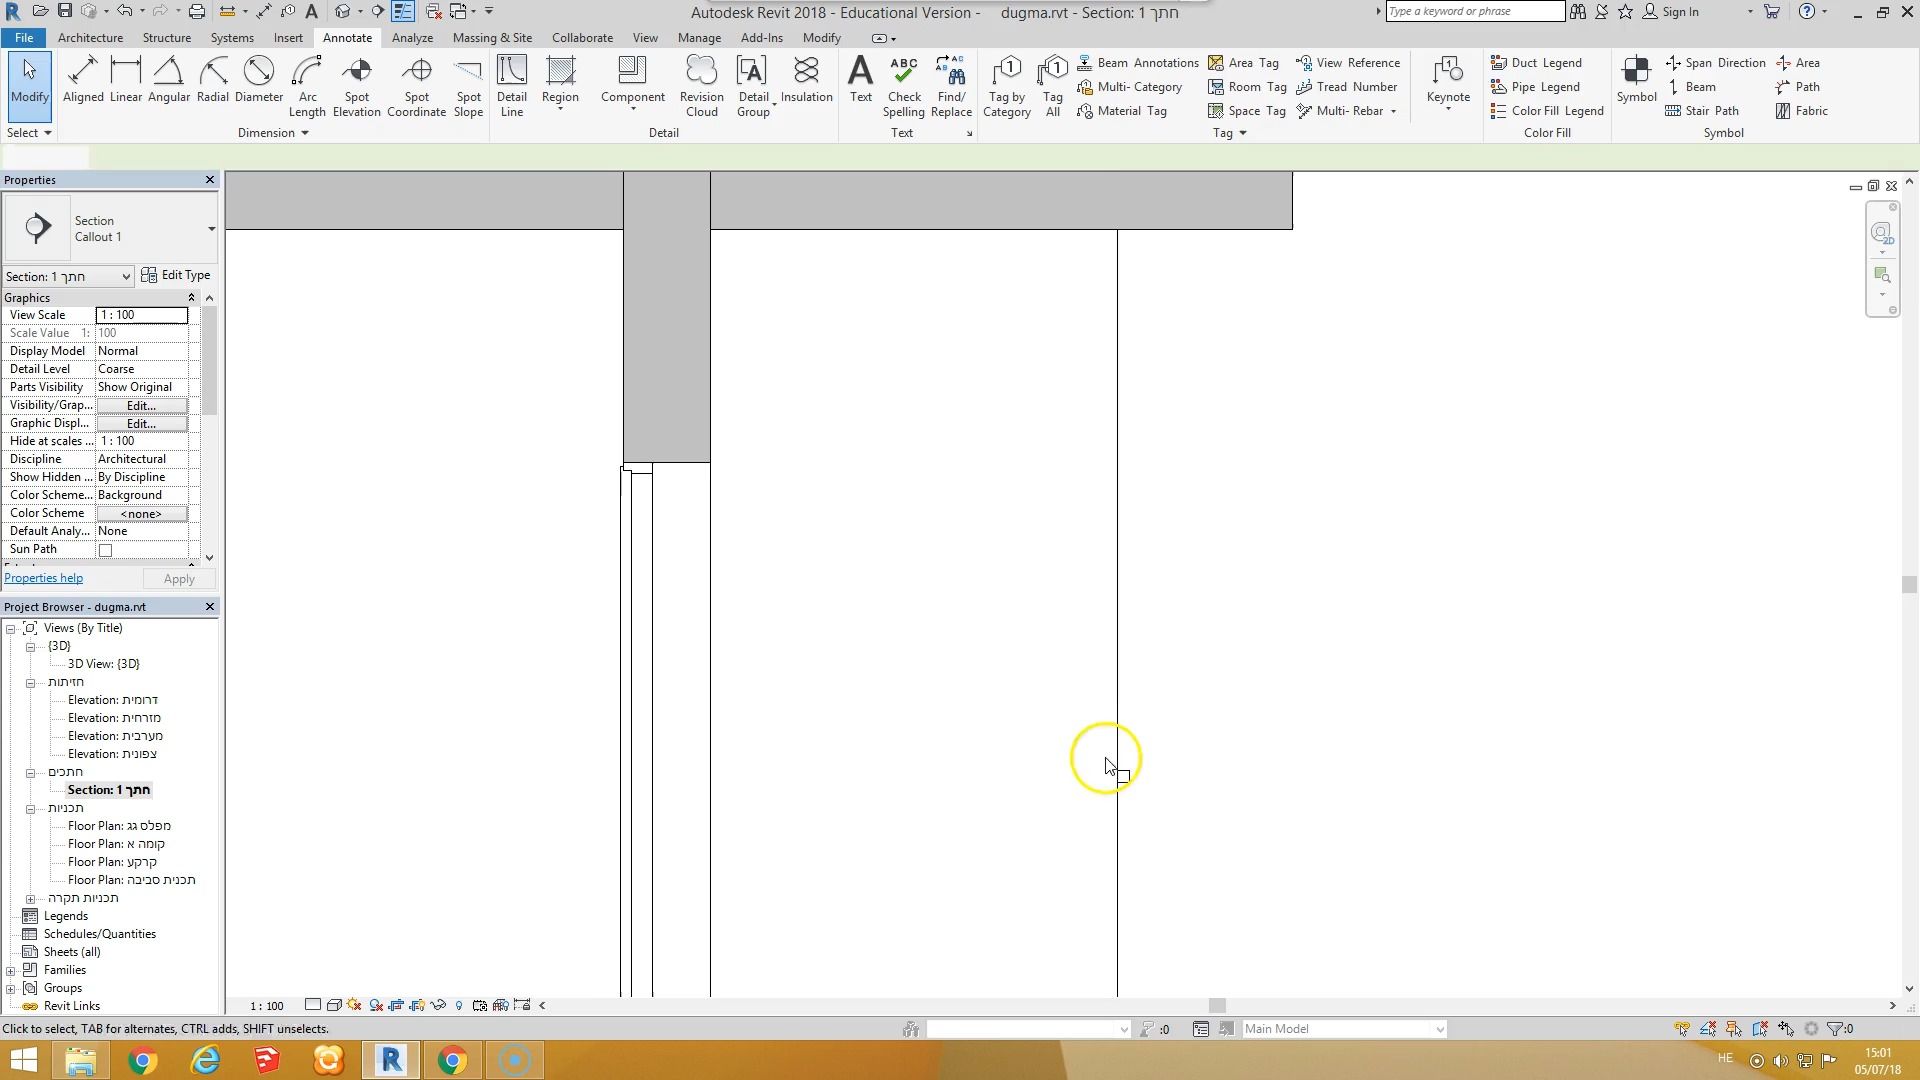 Autodesk Revit 2018 - Educational Version - dugma.rvt - Section: חתך 1
Type a keyword or phrase
Sign In
File Architecture Structure Systems Insert Annotate Analyze Massing & Site Collaborate View Manage Add-Ins Modify
Modify
Select
Aligned Linear Angular Radial Diameter Arc Length Spot Elevation Spot Coordinate Spot Slope
Dimension
Detail Line Region Component Revision Cloud Detail Group Insulation
Detail
Text Check Spelling Find/ Replace
Text
Tag by Category Tag All
Beam Annotations Area Tag View Reference
Multi- Category Room Tag Tread Number
Material Tag Space Tag Multi- Rebar
Tag
Keynote
Duct Legend
Pipe Legend
Color Fill Legend
Color Fill
Symbol
Span Direction Area
Beam Path
Stair Path Fabric
Symbol
Properties
Section
Callout 1
Section: חתך 1
Edit Type
Graphics
View Scale 1 : 100
Scale Value 1: 100
Display Model Normal
Detail Level Coarse
Parts Visibility Show Original
Visibility/Grap... Edit...
Graphic Displ... Edit...
Hide at scales ... 1 : 100
Discipline Architectural
Show Hidden ... By Discipline
Color Scheme... Background
Color Scheme <none>
Default Analy... None
Sun Path
Properties help Apply
Project Browser - dugma.rvt
Views (By Title)
{3D}
3D View: {3D}
חזיתות
Elevation: דרומית
Elevation: מזרחית
Elevation: מערבית
Elevation: צפונית
חתכים
Section: חתך 1
תכניות
Floor Plan: מפלס גג
Floor Plan: קומה א
Floor Plan: קרקע
Floor Plan: תכנית סביבה
תכניות תקרה
Legends
Schedules/Quantities
Sheets (all)
Families
Groups
Revit Links
2D
1 : 100
Click to select, TAB for alternates, CTRL adds, SHIFT unselects.
:0
Main Model
:0
HE
15:01
05/07/18